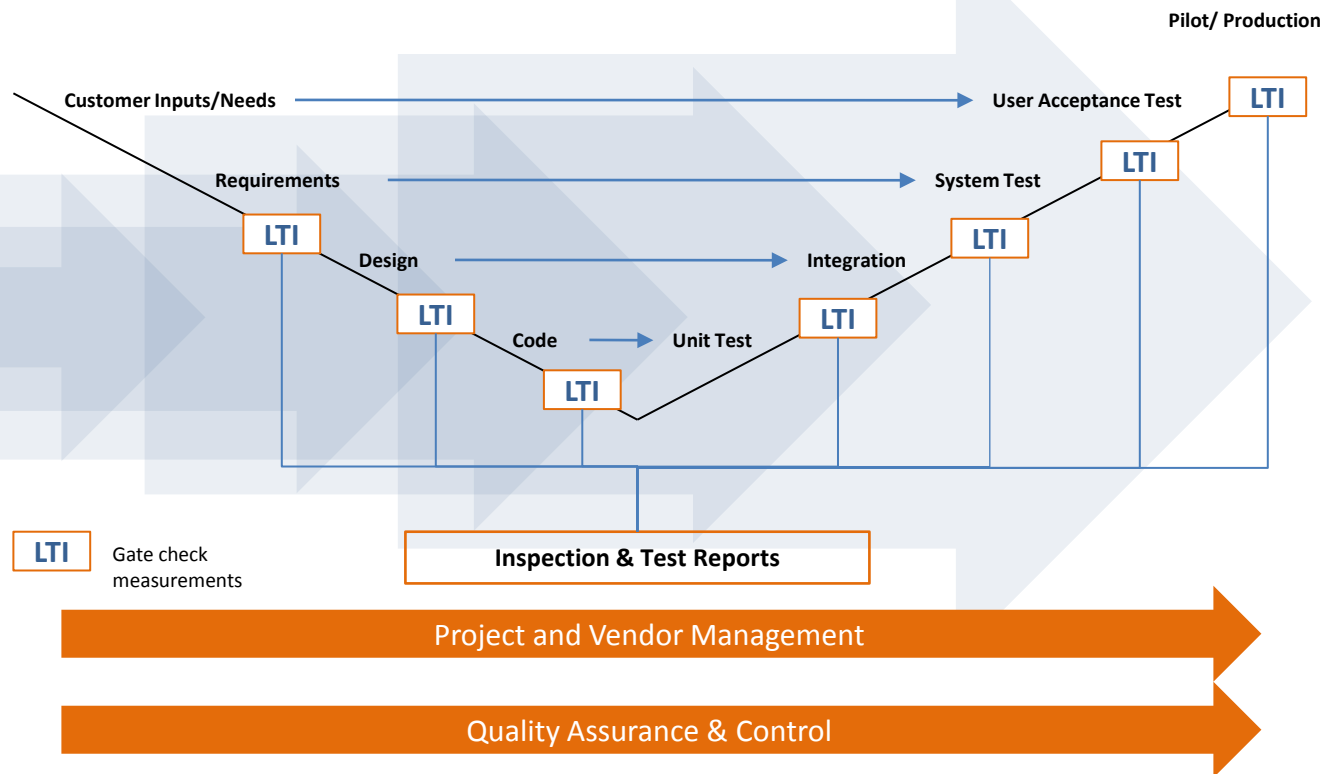 Pilot/ Production
Customer Inputs/Needs
User Acceptance Test
LTI
LTI
Requirements
System Test
LTI
LTI
Design
Integration
LTI
LTI
Code
Unit Test
LTI
LTI
Gate check
measurements
Inspection & Test Reports
Project and Vendor Management
Quality Assurance & Control